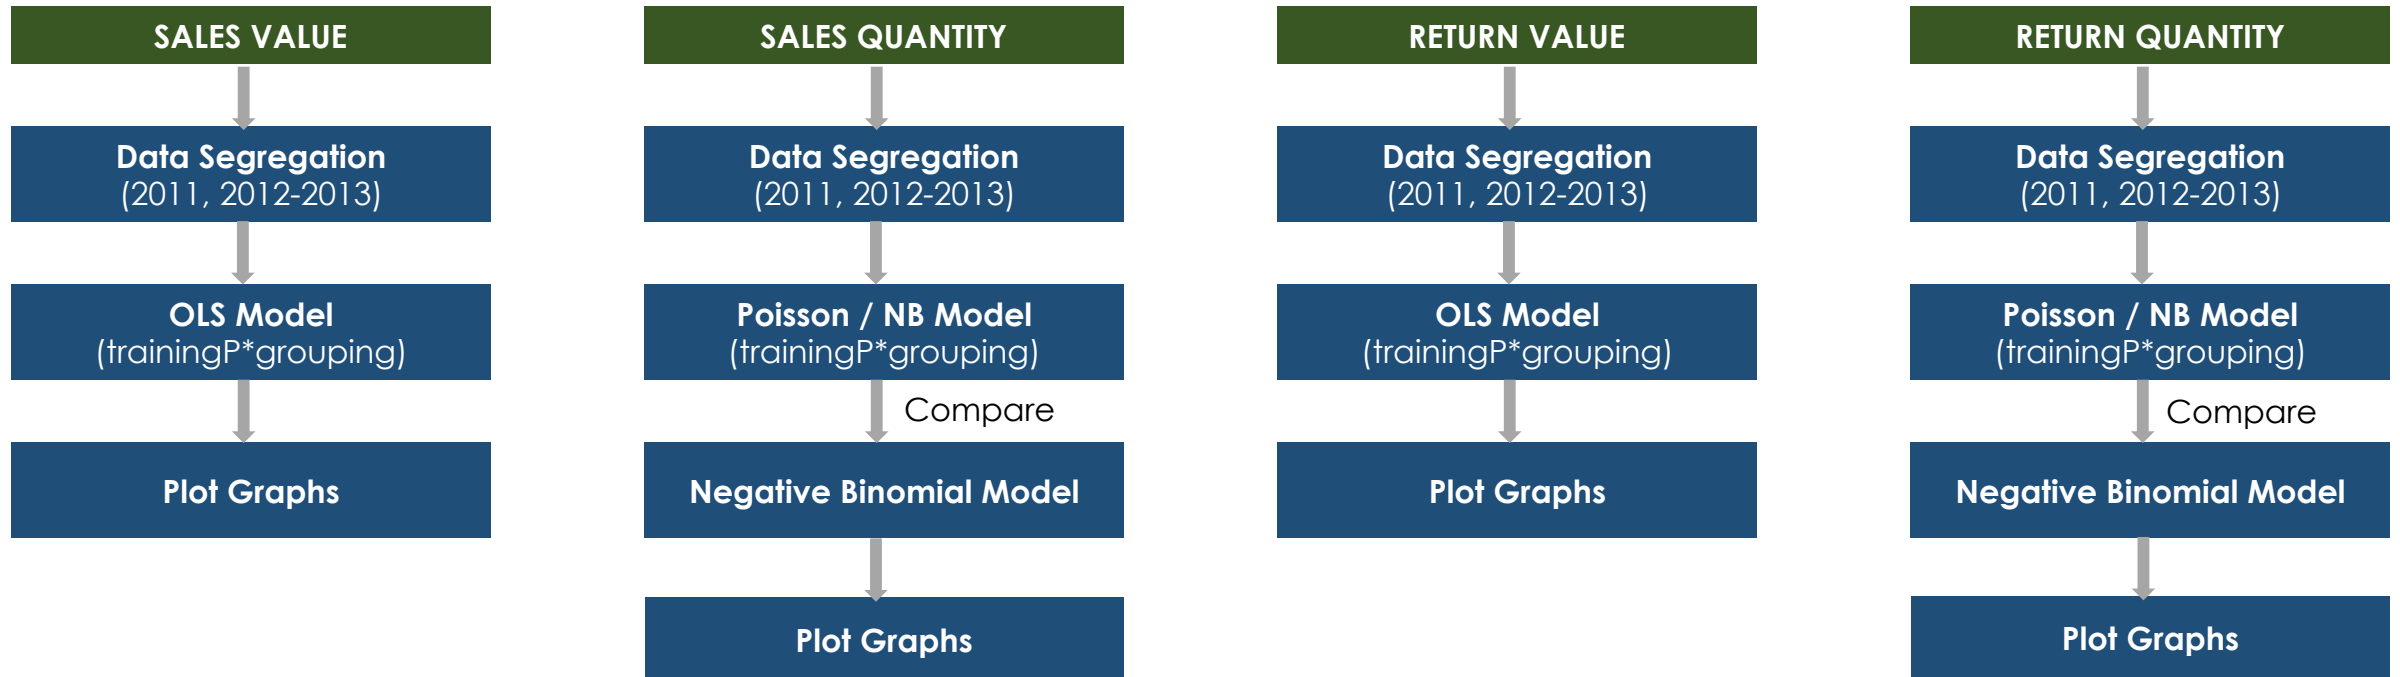 SALES VALUE
Data Segregation
(2011, 2012-2013)
OLS Model
(trainingP*grouping)
Plot Graphs
SALES QUANTITY
Data Segregation
(2011, 2012-2013)
Poisson / NB Model
(trainingP*grouping)
Compare
Negative Binomial Model
Plot Graphs
RETURN VALUE
Data Segregation
(2011, 2012-2013)
OLS Model
(trainingP*grouping)
Plot Graphs
RETURN QUANTITY
Data Segregation
(2011, 2012-2013)
Poisson / NB Model
(trainingP*grouping)
Compare
Negative Binomial Model
Plot Graphs